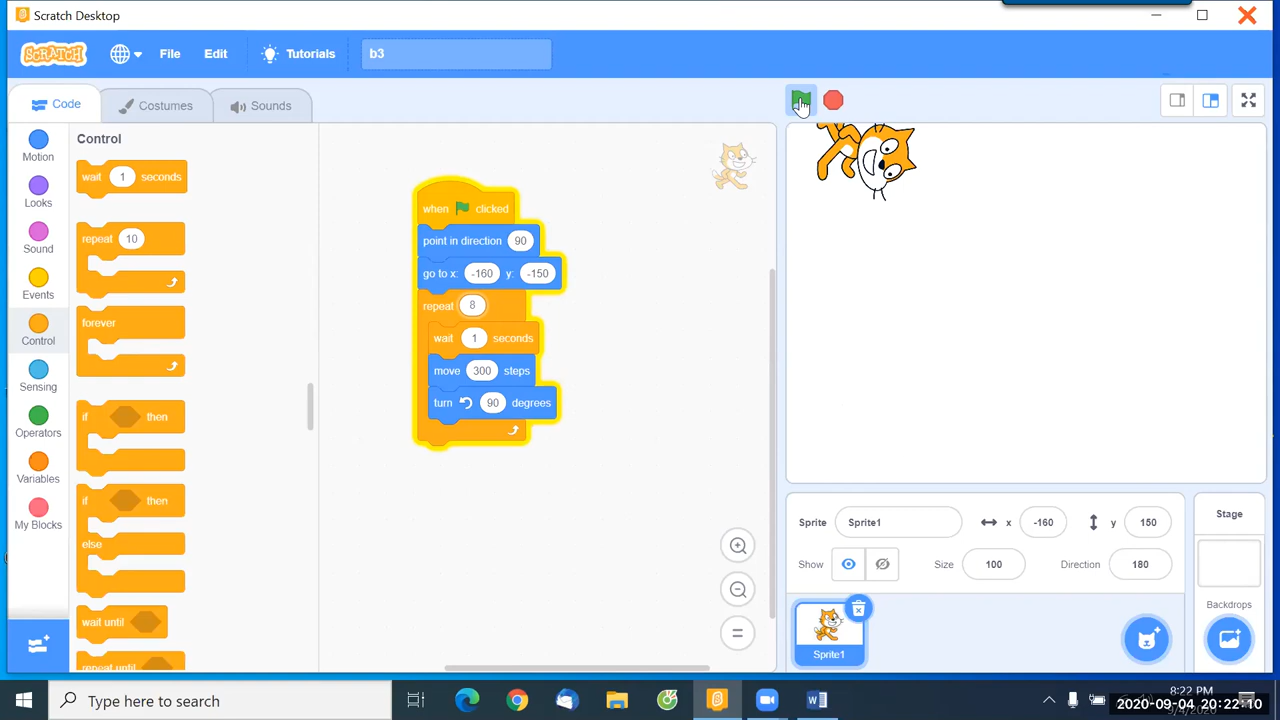 Scratch Desktop
SCRATCH File Edit Tutorials b3
Code Costumes Sounds
Motion
Looks
Sound
Events
Control
Sensing
Operators
Variables
My Blocks
Control
wait 1 seconds
repeat 10
forever
if then
if then
else
wait until
repeat until
when clicked
point in direction 90
go to x: -160 y: -150
repeat 8
wait 1 seconds
move 300 steps
turn 90 degrees
Sprite Sprite1 x -160 y 150
Show Size 100 Direction 180
Sprite1
Stage
Backdrops
Type here to search
8:22 PM
2020-09-04 20:22:10